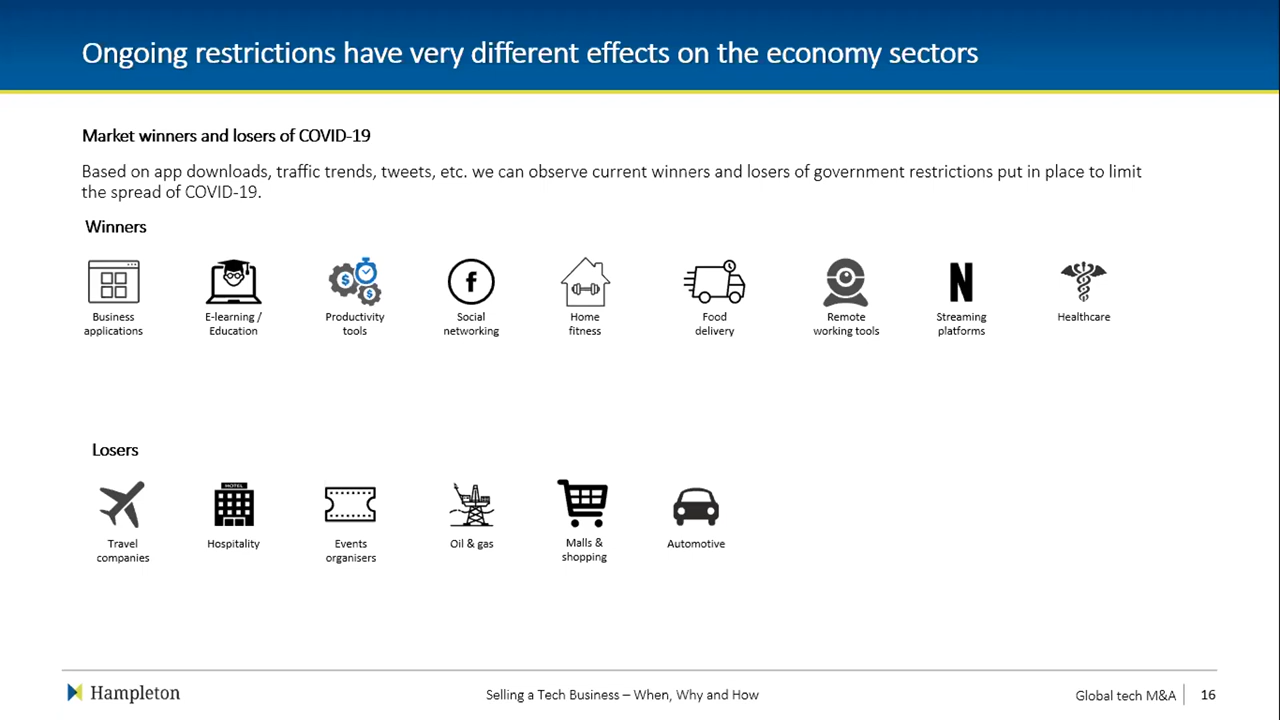 Ongoing restrictions have very different effects on the economy sectors
Market winners and losers of COVID-19
Based on app downloads, traffic trends, tweets, etc. we can observe current winners and losers of government restrictions put in place to limit
the spread of COVID-19.
Winners
Business
applications
E-learning /
Education
Productivity
tools
Social
networking
Home
fitness
Food
delivery
Remote
working tools
Streaming
platforms
Healthcare
$
$
f
N
Losers
HOTEL
Travel
companies
Hospitality
Events
organisers
Oil & gas
Malls &
shopping
Automotive
Hampleton
Selling a Tech Business – When, Why and How
Global tech M&A
16